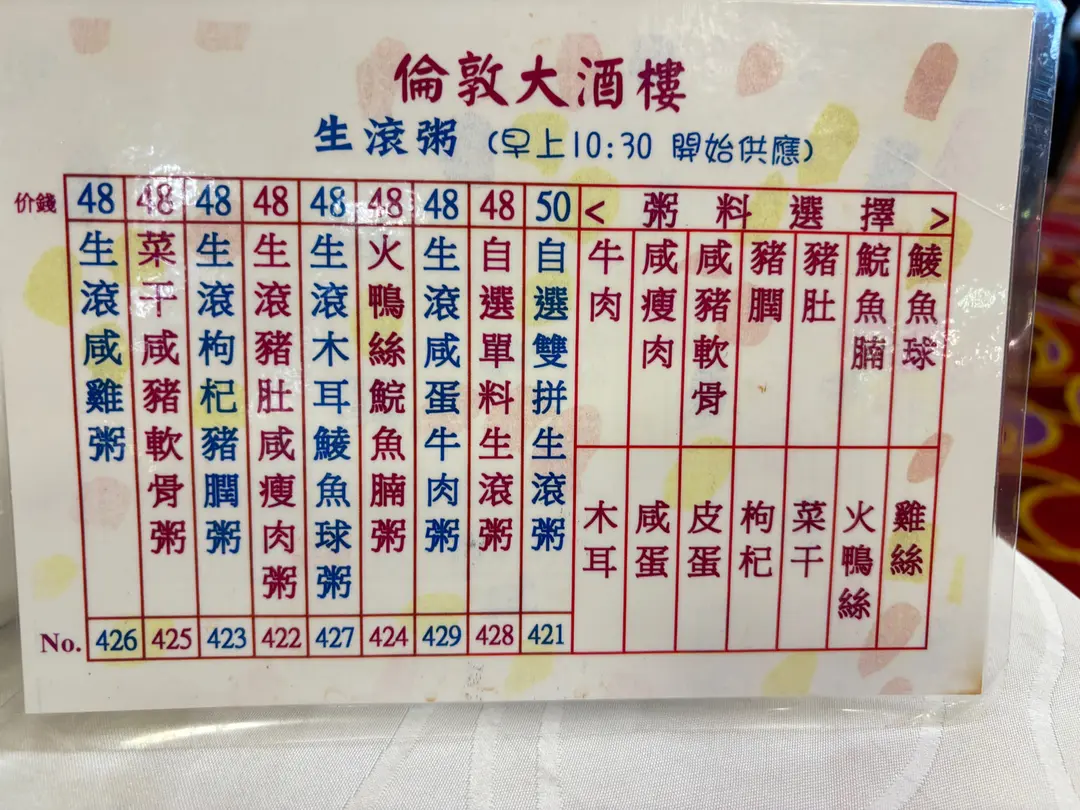 倫敦大酒樓
生滾粥 (早上10:30 開始供應)
价錢 48 48 48 48 48 48 48 48 50
<粥料選擇>
生滾咸雞粥
菜干咸豬軟骨粥
生滾枸杞豬膶粥
生滾豬肚咸瘦肉粥
生滾木耳鯪魚球粥
火鴨絲鯇魚腩粥
生滾咸蛋牛肉粥
自選單料生滾粥
自選雙拼生滾粥
牛肉
咸瘦肉
咸豬軟骨
豬膶
豬肚
鯇魚腩
鯪魚球
木耳
咸蛋
皮蛋
枸杞
菜干
火鴨絲
雞絲
No. 426 425 423 422 427 424 429 428 421